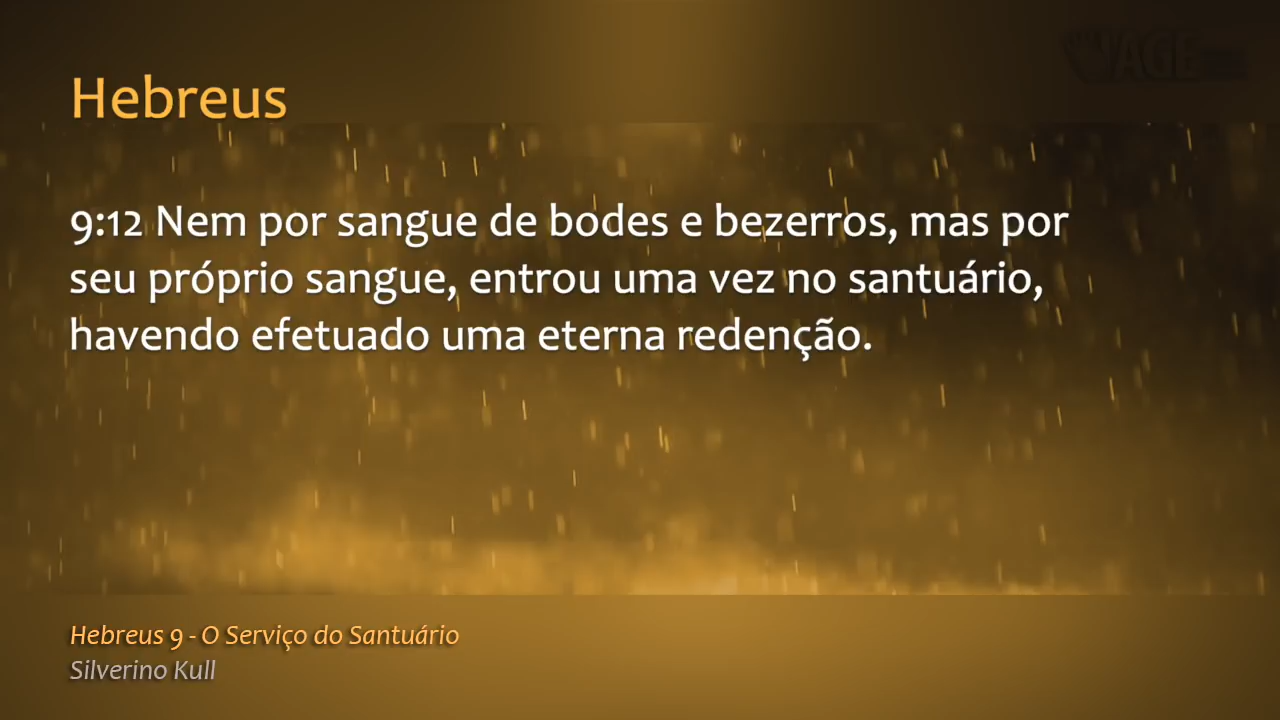 Hebreus
9:12 Nem por sangue de bodes e bezerros, mas por
seu próprio sangue, entrou uma vez no santuário,
havendo efetuado uma eterna redenção.
Hebreus 9 - O Serviço do Santuário
Silverino Kull